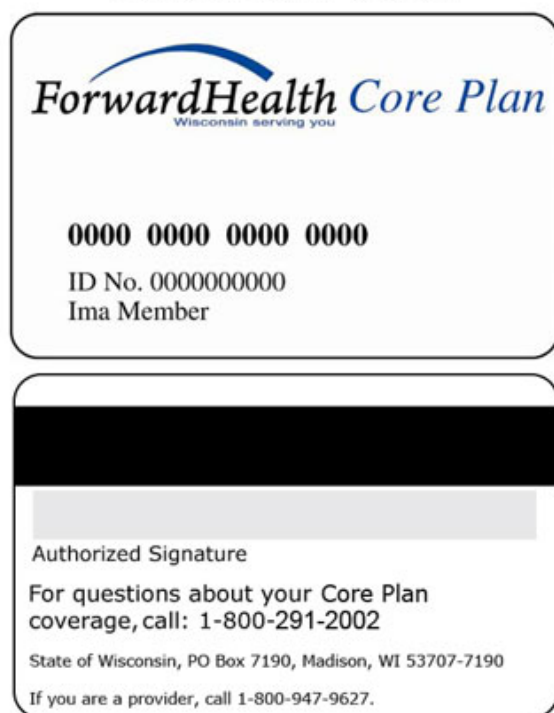 ForwardHealth Core Plan
Wisconsin serving you
0000 0000 0000 0000
ID No. 0000000000
Ima Member
Authorized Signature
For questions about your Core Plan
coverage, call: 1-800-291-2002
State of Wisconsin, PO Box 7190, Madison, WI 53707-7190
If you are a provider, call 1-800-947-9627.